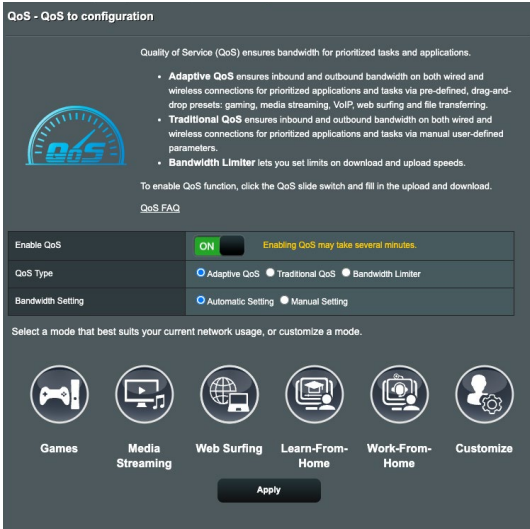 QoS - QoS to configuration
Quality of Service (QoS) ensures bandwidth for prioritized tasks and applications.
• Adaptive QoS ensures inbound and outbound bandwidth on both wired and
wireless connections for prioritized applications and tasks via pre-defined, drag-and-
drop presets: gaming, media streaming, VoIP, web surfing and file transferring.
• Traditional QoS ensures inbound and outbound bandwidth on both wired and
wireless connections for prioritized applications and tasks via manual user-defined
parameters.
• Bandwidth Limiter lets you set limits on download and upload speeds.
QoS
To enable QoS function, click the QoS slide switch and fill in the upload and download.
QoS FAQ
Enable QoS ON Enabling QoS may take several minutes.
QoS Type Adaptive QoS Traditional QoS Bandwidth Limiter
Bandwidth Setting Automatic Setting Manual Setting
Select a mode that best suits your current network usage, or customize a mode.
Games Media Web Surfing Learn-From- Work-From- Customize
Streaming Home Home
Apply